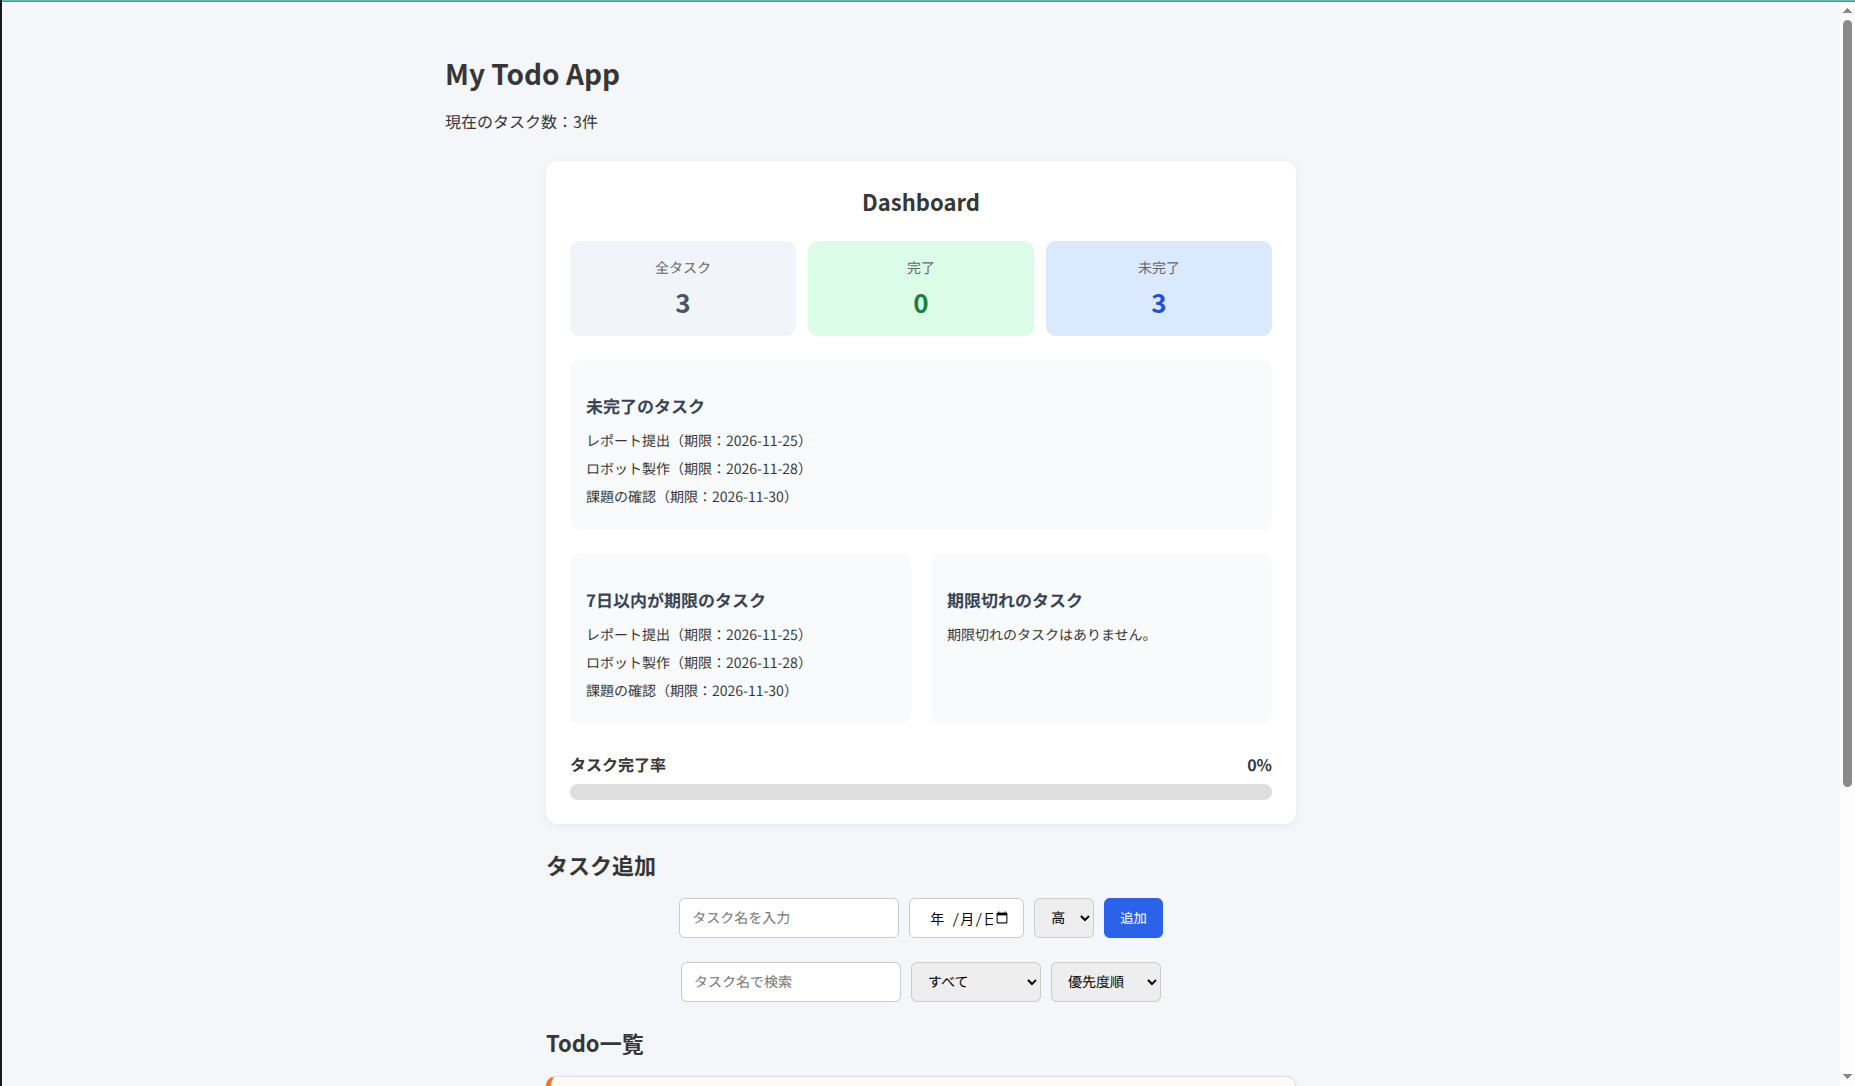 My Todo App
現在のタスク数：3件
Dashboard
全タスク
3
完了
0
未完了
3
未完了のタスク
レポート提出（期限：2026-11-25）
ロボット製作（期限：2026-11-28）
課題の確認（期限：2026-11-30）
7日以内が期限のタスク
レポート提出（期限：2026-11-25）
ロボット製作（期限：2026-11-28）
課題の確認（期限：2026-11-30）
期限切れのタスク
期限切れのタスクはありません。
タスク完了率 0%
タスク追加
タスク名を入力 年 /月/日 高 追加
タスク名で検索 すべて 優先度順
Todo一覧